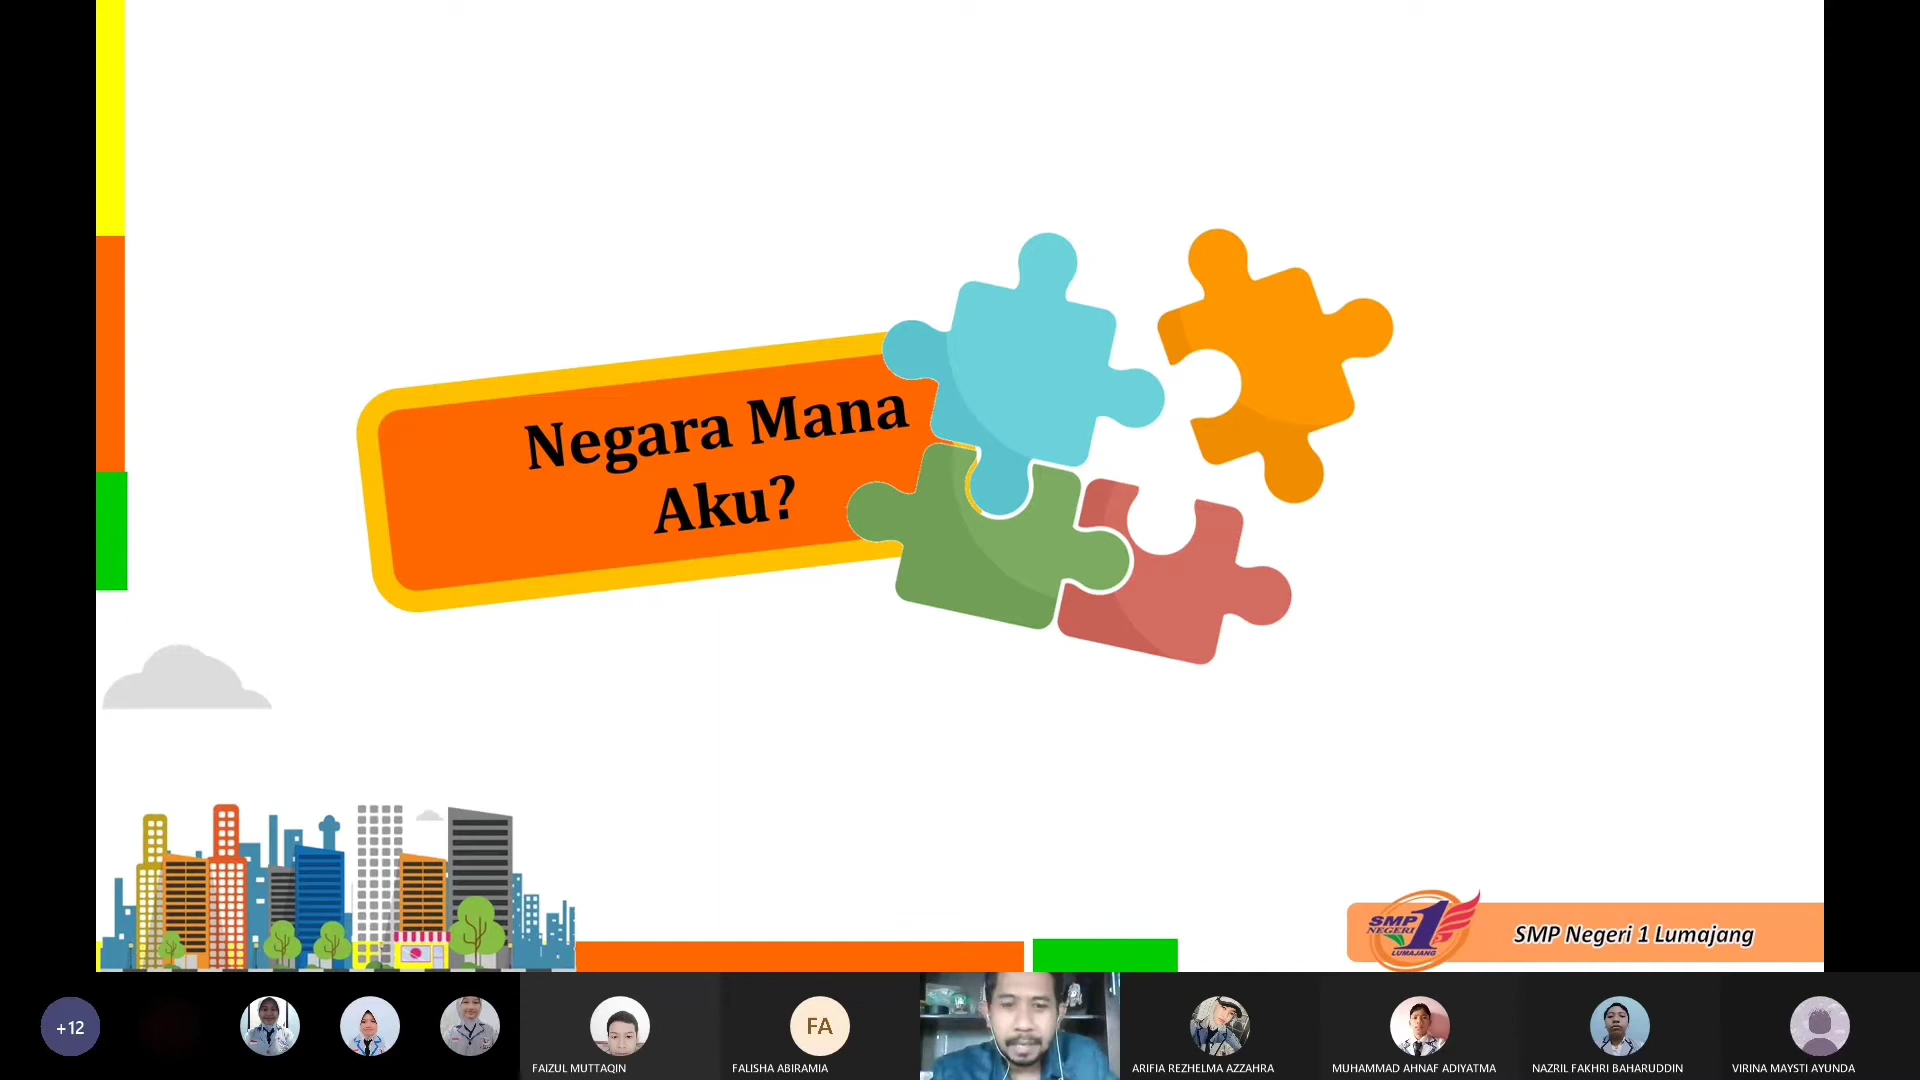 Negara Mana
Aku?
SMP
NEGERI 1
LUMAJANG
SMP Negeri 1 Lumajang
+12
FAIZUL MUTTAQIN
FA
FALISHA ABIRAMIA
ARIFIA REZHELMA AZZAHRA
MUHAMMAD AHNAF ADIYATMA
NAZRIL FAKHRI BAHARUDDIN
VIRINA MAYSTI AYUNDA